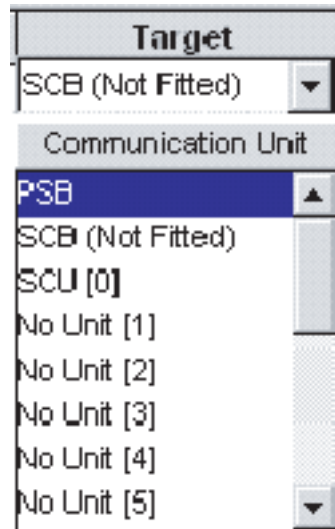 Target
SCB (Not Fitted)
Communication Unit
PSB
SCB (Not Fitted)
SCU [0]
No Unit [1]
No Unit [2]
No Unit [3]
No Unit [4]
No Unit [5]